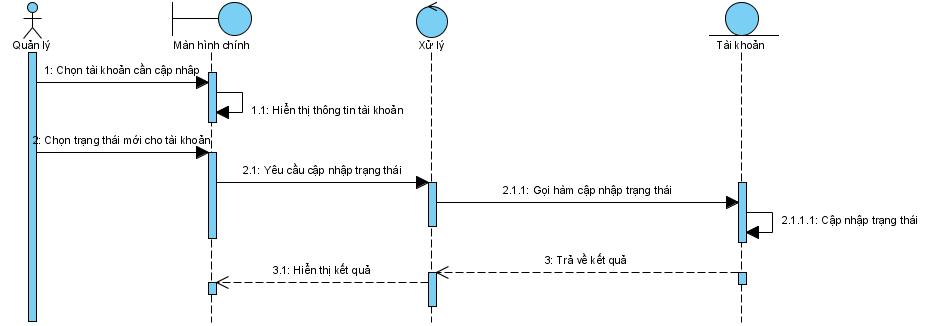 Quản lý
Màn hình chính
Xử lý
Tài khoản
1: Chọn tài khoản cần cập nhâp
1.1: Hiển thị thông tin tài khoản
2: Chọn trạng thái mới cho tài khoản
2.1: Yêu cầu cập nhập trạng thái
2.1.1: Gọi hàm cập nhập trạng thái
2.1.1.1: Cập nhập trạng thái
3: Trả về kết quả
3.1: Hiển thị kết quả